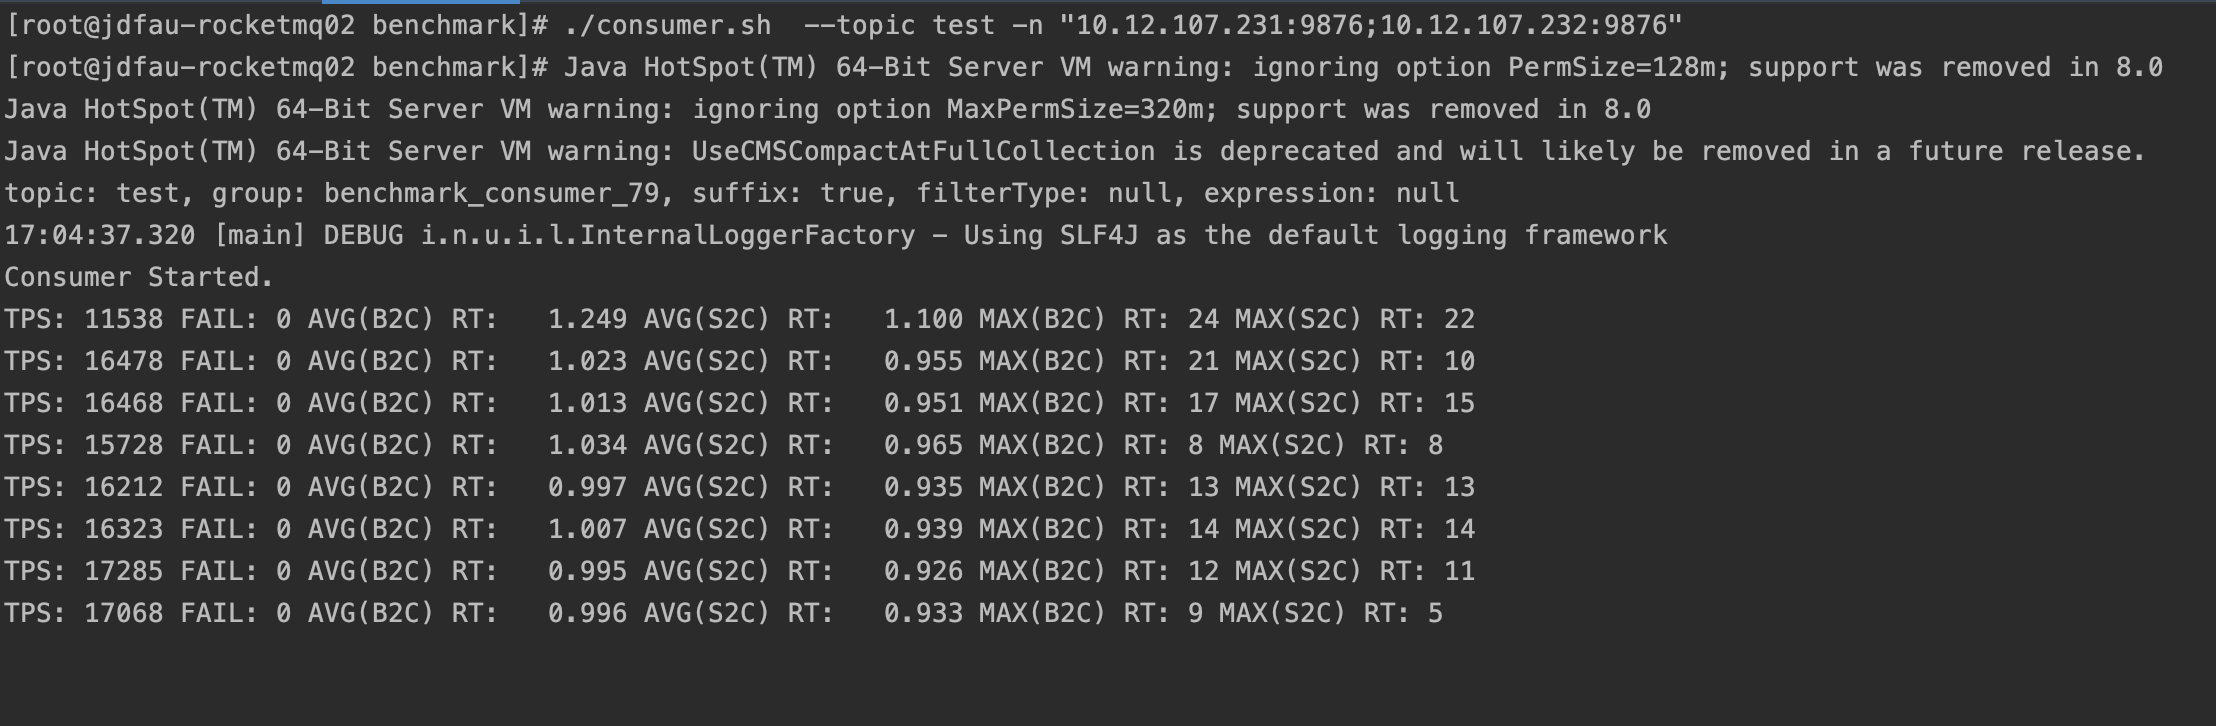 [root@jdfau-rocketmq02 benchmark]# ./consumer.sh  --topic test -n "10.12.107.231:9876;10.12.107.232:9876"
[root@jdfau-rocketmq02 benchmark]# Java HotSpot(TM) 64-Bit Server VM warning: ignoring option PermSize=128m; support was removed in 8.0
Java HotSpot(TM) 64-Bit Server VM warning: ignoring option MaxPermSize=320m; support was removed in 8.0
Java HotSpot(TM) 64-Bit Server VM warning: UseCMSCompactAtFullCollection is deprecated and will likely be removed in a future release.
topic: test, group: benchmark_consumer_79, suffix: true, filterType: null, expression: null
17:04:37.320 [main] DEBUG i.n.u.i.l.InternalLoggerFactory - Using SLF4J as the default logging framework
Consumer Started.
TPS: 11538 FAIL: 0 AVG(B2C) RT:   1.249 AVG(S2C) RT:   1.100 MAX(B2C) RT: 24 MAX(S2C) RT: 22
TPS: 16478 FAIL: 0 AVG(B2C) RT:   1.023 AVG(S2C) RT:   0.955 MAX(B2C) RT: 21 MAX(S2C) RT: 10
TPS: 16468 FAIL: 0 AVG(B2C) RT:   1.013 AVG(S2C) RT:   0.951 MAX(B2C) RT: 17 MAX(S2C) RT: 15
TPS: 15728 FAIL: 0 AVG(B2C) RT:   1.034 AVG(S2C) RT:   0.965 MAX(B2C) RT: 8 MAX(S2C) RT: 8
TPS: 16212 FAIL: 0 AVG(B2C) RT:   0.997 AVG(S2C) RT:   0.935 MAX(B2C) RT: 13 MAX(S2C) RT: 13
TPS: 16323 FAIL: 0 AVG(B2C) RT:   1.007 AVG(S2C) RT:   0.939 MAX(B2C) RT: 14 MAX(S2C) RT: 14
TPS: 17285 FAIL: 0 AVG(B2C) RT:   0.995 AVG(S2C) RT:   0.926 MAX(B2C) RT: 12 MAX(S2C) RT: 11
TPS: 17068 FAIL: 0 AVG(B2C) RT:   0.996 AVG(S2C) RT:   0.933 MAX(B2C) RT: 9 MAX(S2C) RT: 5